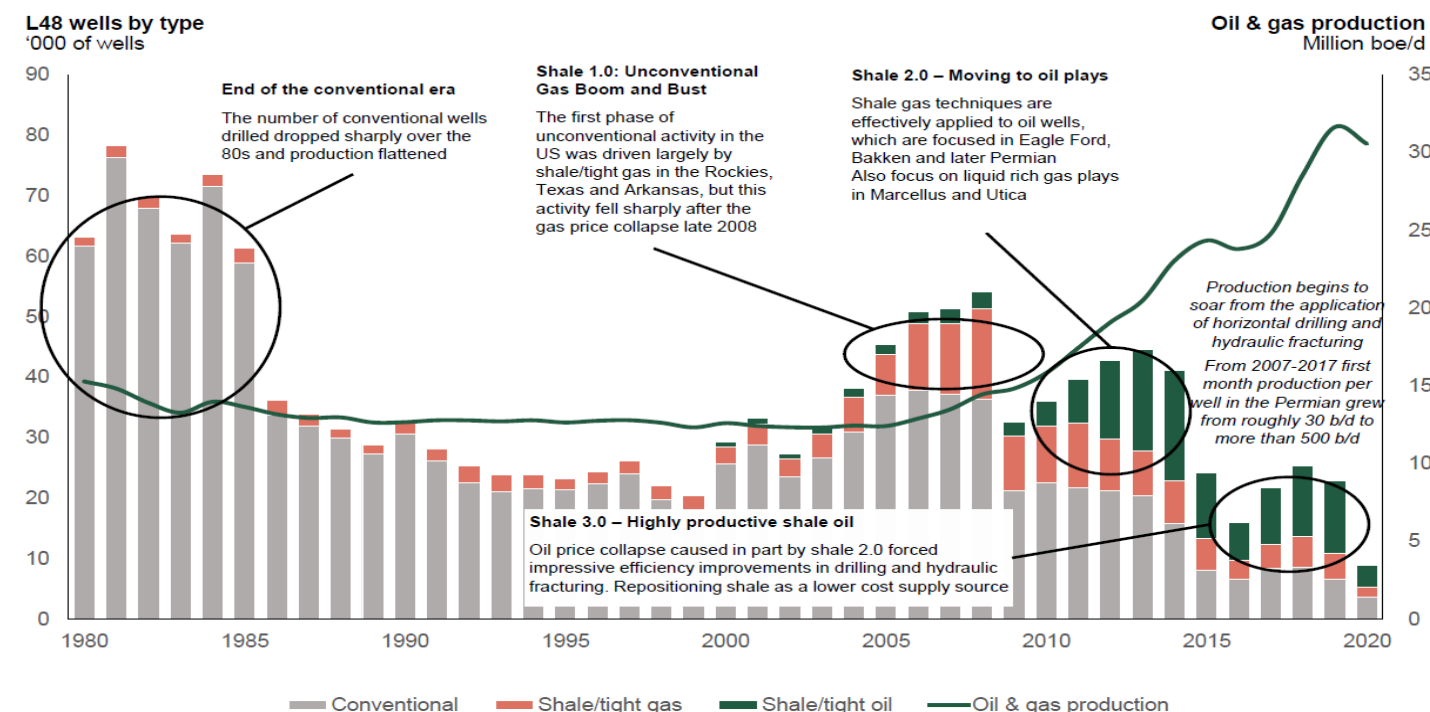 L48 wells by type
'000 of wells
Oil & gas production
Million boe/d
End of the conventional era
The number of conventional wells
drilled dropped sharply over the
80s and production flattened
Shale 1.0: Unconventional
Gas Boom and Bust
The first phase of
unconventional activity in the
US was driven largely by
shale/tight gas in the Rockies,
Texas and Arkansas, but this
activity fell sharply after the
gas price collapse late 2008
Shale 2.0 – Moving to oil plays
Shale gas techniques are
effectively applied to oil wells,
which are focused in Eagle Ford,
Bakken and later Permian
Also focus on liquid rich gas plays
in Marcellus and Utica
Production begins to
soar from the application
of horizontal drilling and
hydraulic fracturing
From 2007-2017 first
month production per
well in the Permian grew
from roughly 30 b/d to
more than 500 b/d
Shale 3.0 – Highly productive shale oil
Oil price collapse caused in part by shale 2.0 forced
impressive efficiency improvements in drilling and hydraulic
fracturing. Repositioning shale as a lower cost supply source
90
80
70
60
50
40
30
20
10
0
35
30
25
20
15
10
5
0
1980 1985 1990 1995 2000 2005 2010 2015 2020
Conventional Shale/tight gas Shale/tight oil Oil & gas production